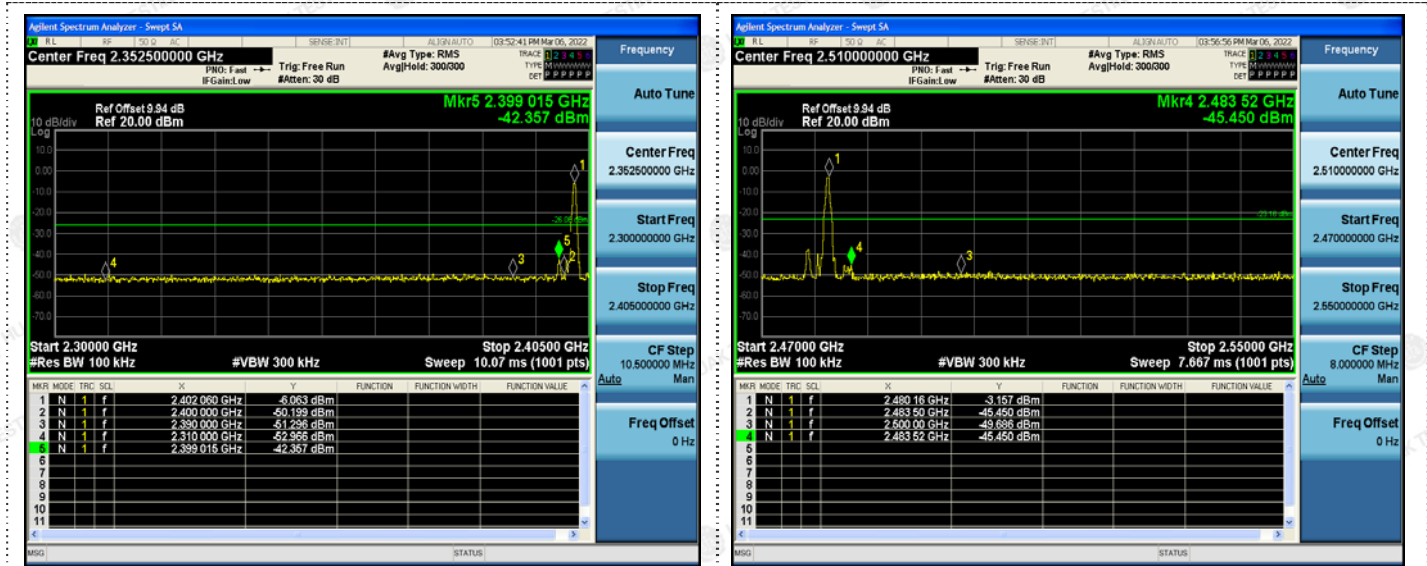 Agilent Spectrum Analyzer - Swept SA
RL RF 50 Ω AC SENSE:INT ALIGNAUTO 03:52:41 PM Mar 06, 2022
Center Freq 2.352500000 GHz
PNO: Fast
IFGain:Low
Trig: Free Run
#Atten: 30 dB
#Avg Type: RMS
Avg|Hold: 300/300
TRACE 1 2 3 4 5 6
TYPE M W W W W W
DET P P P P P P
Mkr5 2.399 015 GHz
-42.357 dBm
Ref Offset 9.94 dB
Ref 20.00 dBm
10 dB/div
Log
10.0
0.00
-10.0
-20.0
-30.0
-40.0
-50.0
-60.0
-70.0
1
2
3
4
5
Start 2.30000 GHz Stop 2.40500 GHz
#Res BW 100 kHz #VBW 300 kHz Sweep 10.07 ms (1001 pts)
MKR MODE TRC SCL X Y FUNCTION FUNCTION WIDTH FUNCTION VALUE
1 N 1 f 2.402 060 GHz -6.063 dBm
2 N 1 f 2.400 000 GHz -50.199 dBm
3 N 1 f 2.390 000 GHz -51.296 dBm
4 N 1 f 2.310 000 GHz -52.966 dBm
5 N 1 f 2.399 015 GHz -42.357 dBm
6
7
8
9
10
11
MSG STATUS
Frequency
Auto Tune
Center Freq
2.352500000 GHz
Start Freq
2.300000000 GHz
Stop Freq
2.405000000 GHz
CF Step
10.500000 MHz
Auto Man
Freq Offset
0 Hz
Agilent Spectrum Analyzer - Swept SA
RL RF 50 Ω AC SENSE:INT ALIGNAUTO 03:56:56 PM Mar 06, 2022
Center Freq 2.510000000 GHz
PNO: Fast
IFGain:Low
Trig: Free Run
#Atten: 30 dB
#Avg Type: RMS
Avg|Hold: 300/300
TRACE 1 2 3 4 5 6
TYPE M W W W W W
DET P P P P P P
Mkr4 2.483 52 GHz
-45.450 dBm
Ref Offset 9.94 dB
Ref 20.00 dBm
10 dB/div
Log
10.0
0.00
-10.0
-20.0
-30.0
-40.0
-50.0
-60.0
-70.0
1
3
4
-23.16 dBm
Start 2.47000 GHz Stop 2.55000 GHz
#Res BW 100 kHz #VBW 300 kHz Sweep 7.667 ms (1001 pts)
MKR MODE TRC SCL X Y FUNCTION FUNCTION WIDTH FUNCTION VALUE
1 N 1 f 2.480 16 GHz -3.157 dBm
2 N 1 f 2.483 50 GHz -45.450 dBm
3 N 1 f 2.500 00 GHz -49.686 dBm
4 N 1 f 2.483 52 GHz -45.450 dBm
5
6
7
8
9
10
11
MSG STATUS
Frequency
Auto Tune
Center Freq
2.510000000 GHz
Start Freq
2.470000000 GHz
Stop Freq
2.550000000 GHz
CF Step
8.000000 MHz
Auto Man
Freq Offset
0 Hz